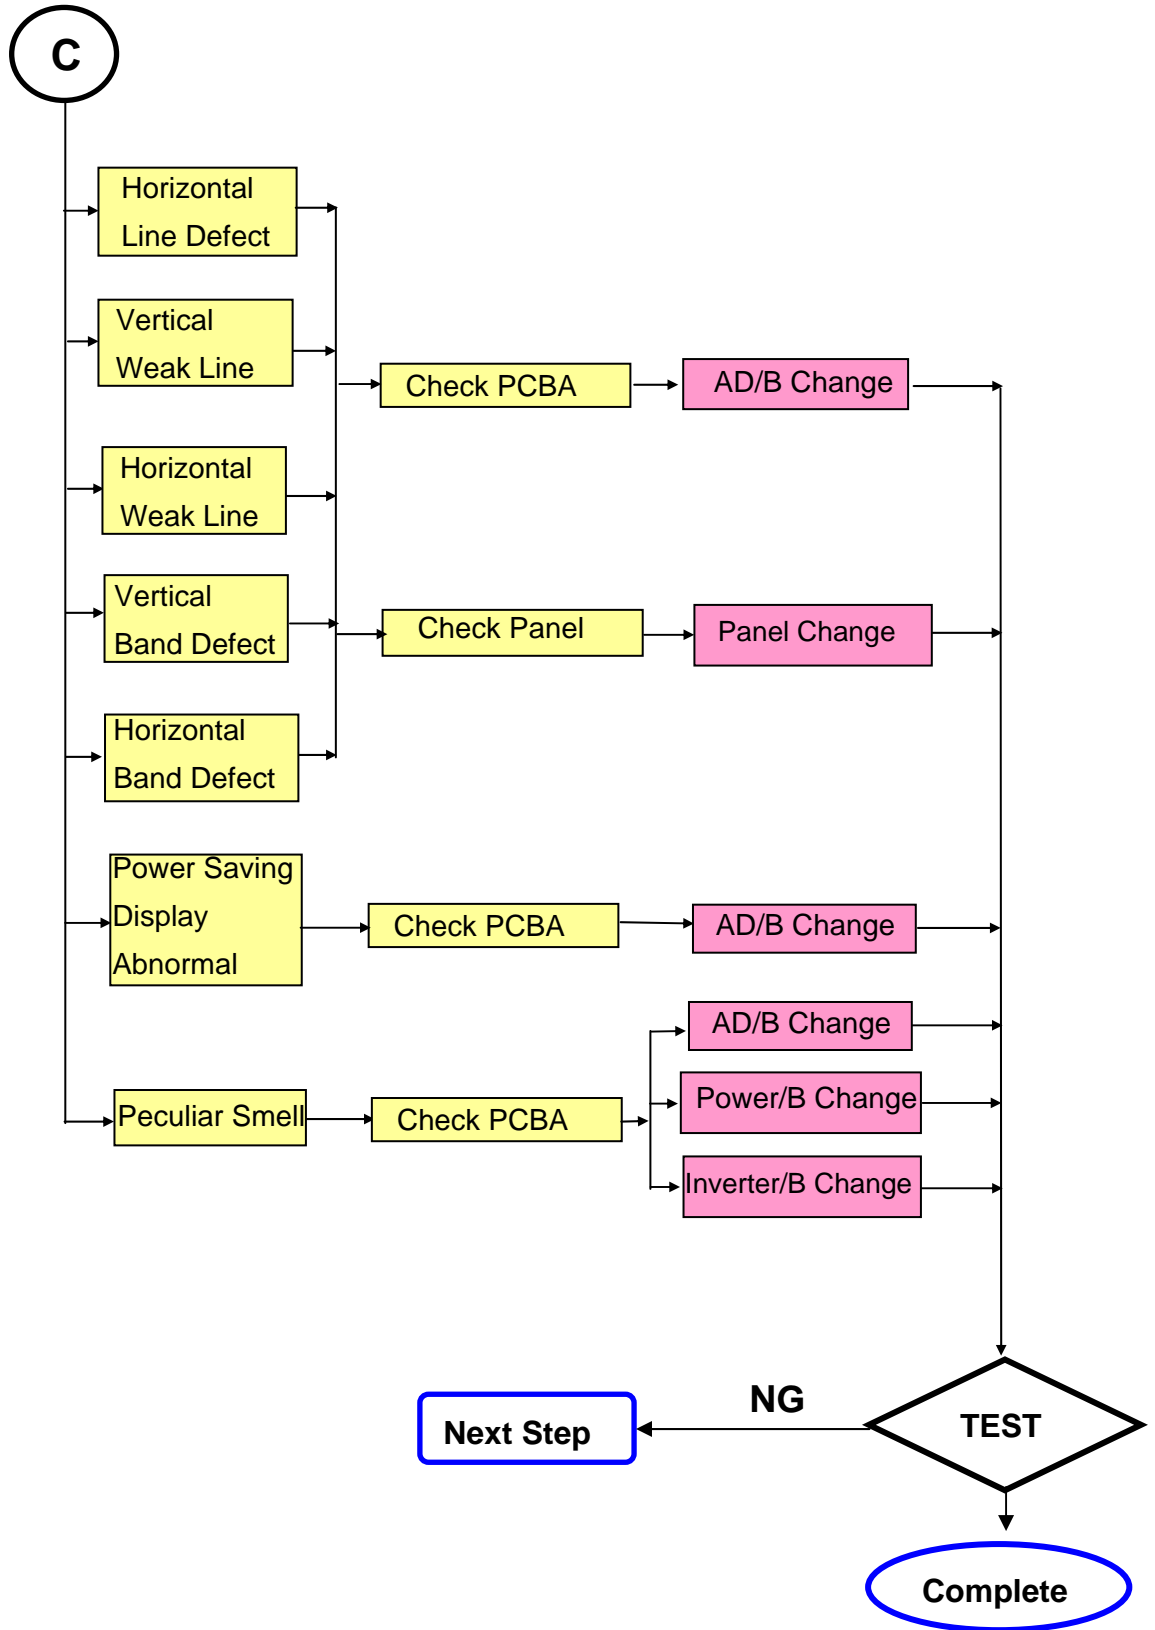 C
Horizontal
Line Defect
Vertical
Weak Line
Check PCBA
AD/B Change
Horizontal
Weak Line
Vertical
Band Defect
Check Panel
Panel Change
Horizontal
Band Defect
Power Saving
Display
Abnormal
Check PCBA
AD/B Change
AD/B Change
Peculiar Smell
Check PCBA
Power/B Change
Inverter/B Change
NG
Next Step
TEST
Complete